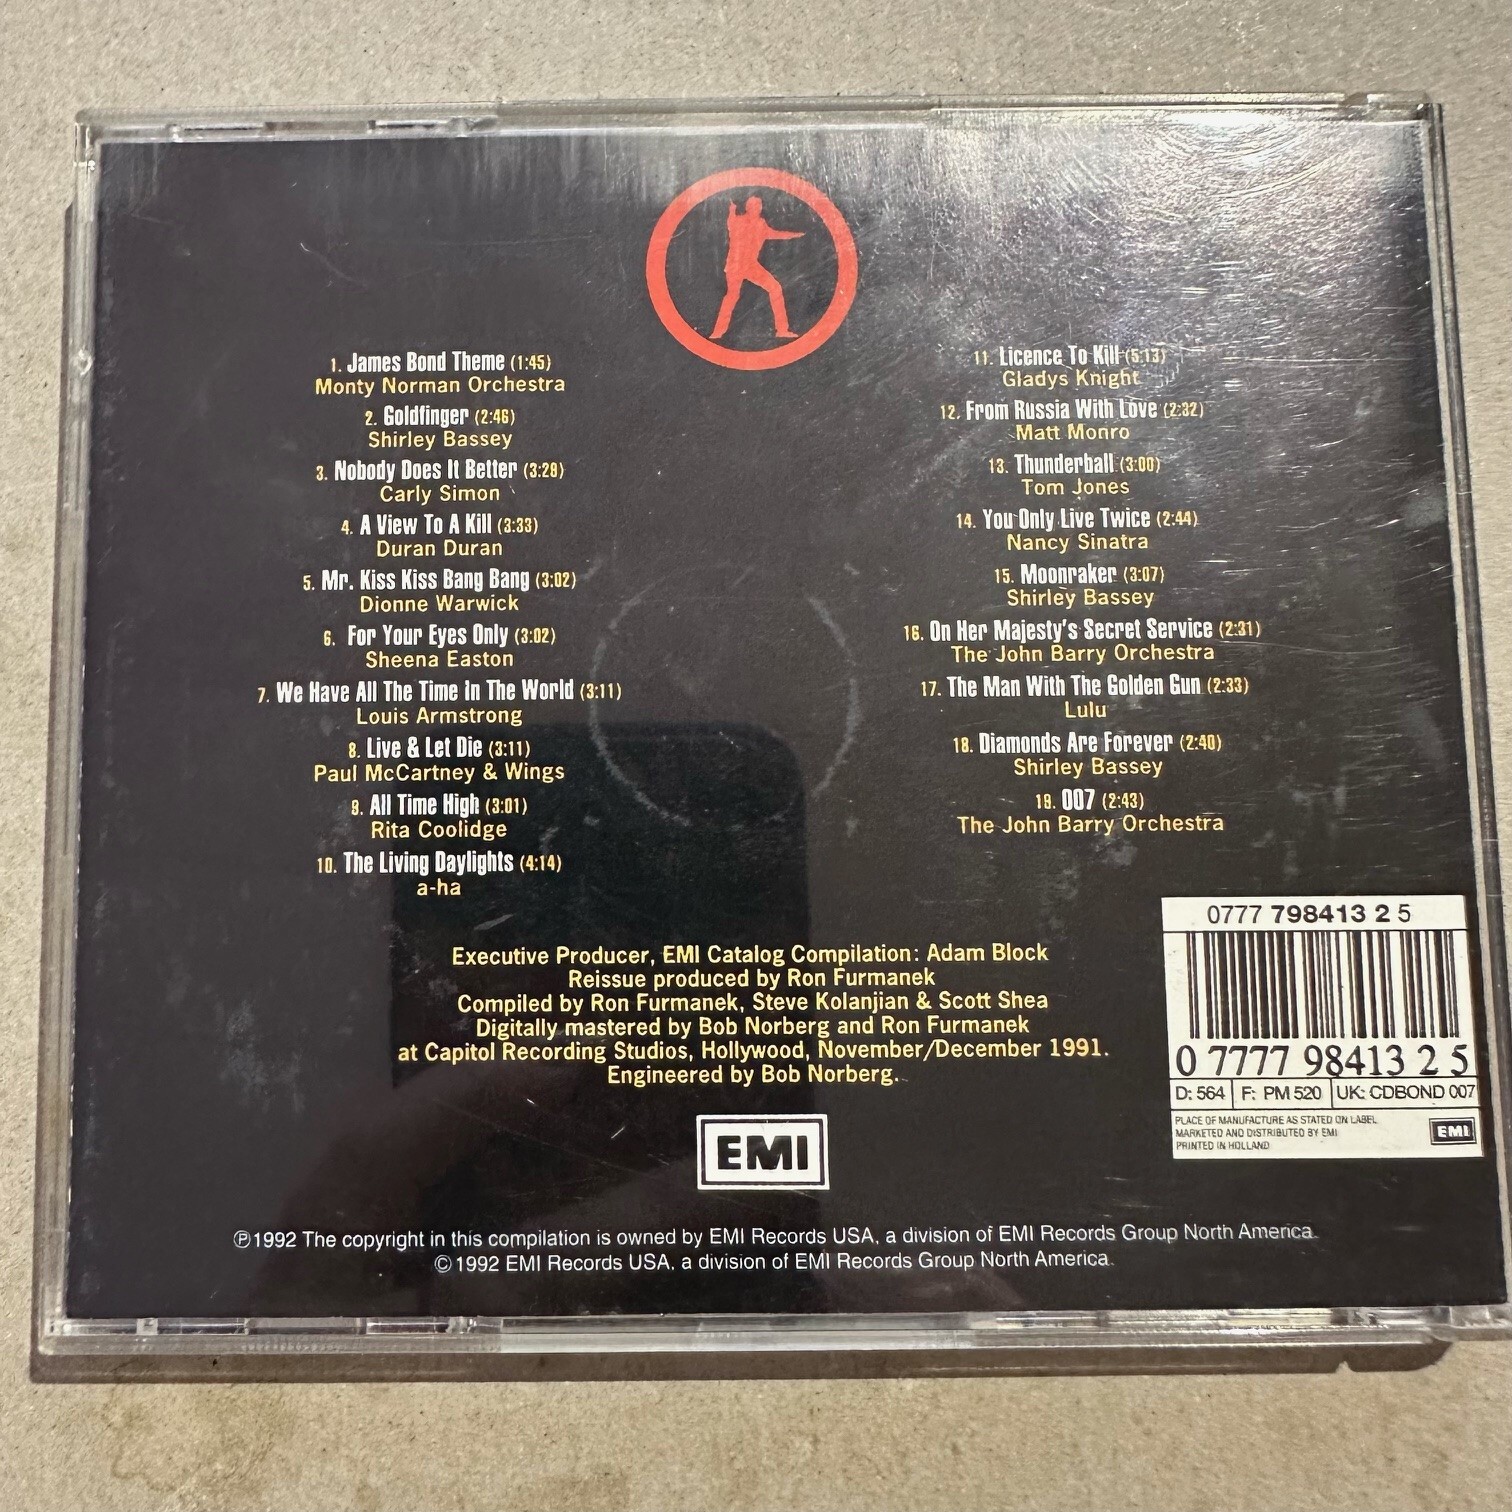 1. James Bond Theme (1:45)
Monty Norman Orchestra
2. Goldfinger (2:46)
Shirley Bassey
3. Nobody Does It Better (3:28)
Carly Simon
4. A View To A Kill (3:33)
Duran Duran
5. Mr. Kiss Kiss Bang Bang (3:02)
Dionne Warwick
6. For Your Eyes Only (3:02)
Sheena Easton
7. We Have All The Time In The World (3:11)
Louis Armstrong
8. Live & Let Die (3:11)
Paul McCartney & Wings
9. All Time High (3:01)
Rita Coolidge
10. The Living Daylights (4:14)
a-ha
11. Licence To Kill (5:13)
Gladys Knight
12. From Russia With Love (2:32)
Matt Monro
13. Thunderball (3:00)
Tom Jones
14. You Only Live Twice (2:44)
Nancy Sinatra
15. Moonraker (3:07)
Shirley Bassey
16. On Her Majesty's Secret Service (2:31)
The John Barry Orchestra
17. The Man With The Golden Gun (2:33)
Lulu
18. Diamonds Are Forever (2:40)
Shirley Bassey
19. 007 (2:43)
The John Barry Orchestra
Executive Producer, EMI Catalog Compilation: Adam Block
Reissue produced by Ron Furmanek
Compiled by Ron Furmanek, Steve Kolanjian & Scott Shea
Digitally mastered by Bob Norberg and Ron Furmanek
at Capitol Recording Studios, Hollywood, November/December 1991.
Engineered by Bob Norberg.
EMI
0777 798413 2 5
0 7777 98413 2 5
D: 564 F: PM 520 UK: CDBOND 007
PLACE OF MANUFACTURE AS STATED ON LABEL
MARKETED AND DISTRIBUTED BY EMI
PRINTED IN HOLLAND
EMI
℗1992 The copyright in this compilation is owned by EMI Records USA, a division of EMI Records Group North America.
©1992 EMI Records USA, a division of EMI Records Group North America.